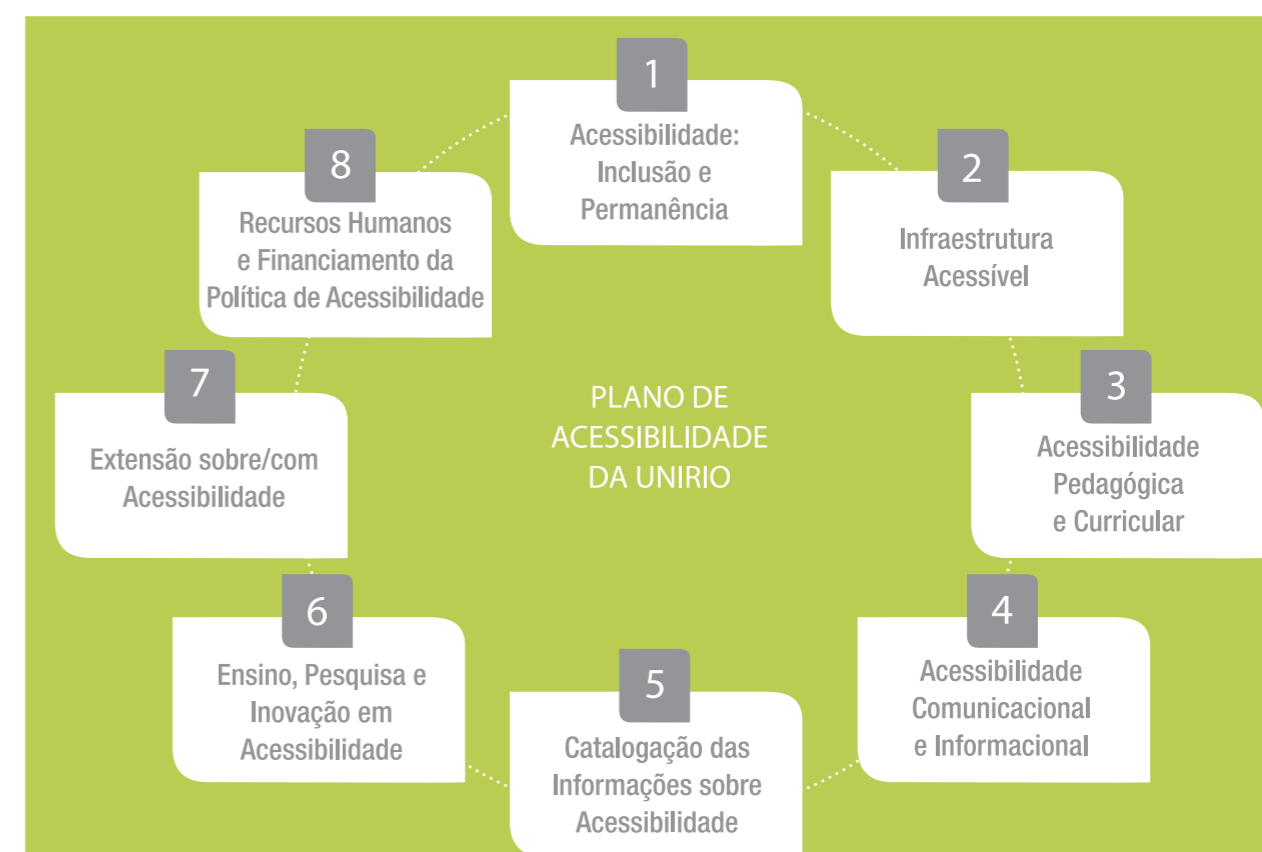 1
Acessibilidade:
Inclusão e
Permanência
2
Infraestrutura
Acessível
3
Acessibilidade
Pedagógica
e Curricular
4
Acessibilidade
Comunicacional
e Informacional
5
Catalogação das
Informações sobre
Acessibilidade
6
Ensino, Pesquisa e
Inovação em
Acessibilidade
7
Extensão sobre/com
Acessibilidade
8
Recursos Humanos
e Financiamento da
Política de Acessibilidade
PLANO DE
ACESSIBILIDADE
DA UNIRIO